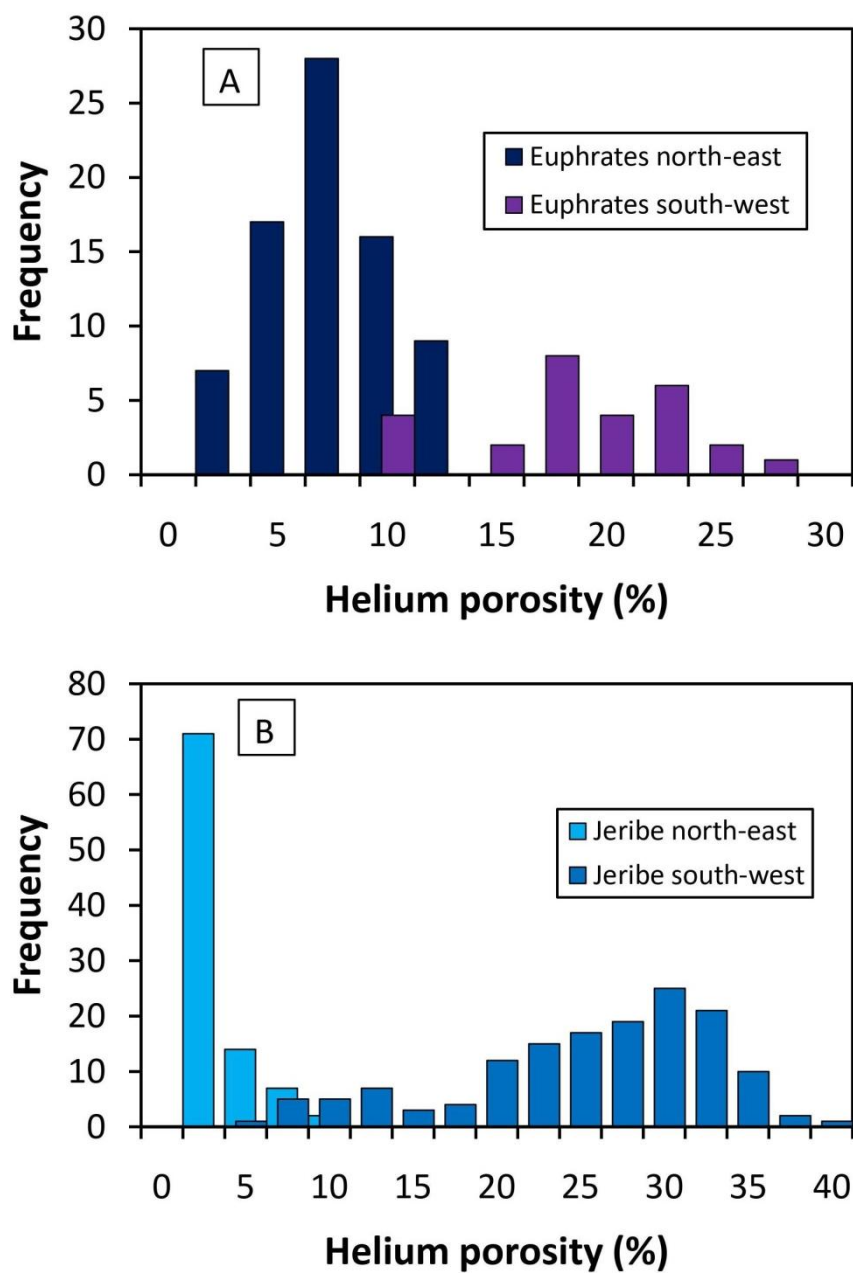 30
A
25
Euphrates north-east
20
Euphrates south-west
15
10
5
0
Frequency
0 5 10 15 20 25 30
Helium porosity (%)
80
B
70
60
Jeribe north-east
50
Jeribe south-west
40
30
20
10
0
Frequency
0 5 10 15 20 25 30 35 40
Helium porosity (%)